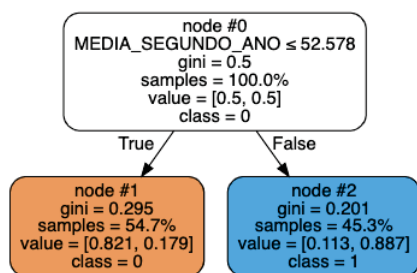 node #0
MEDIA_SEGUNDO_ANO ≤ 52.578
gini = 0.5
samples = 100.0%
value = [0.5, 0.5]
class = 0
True
False
node #1
gini = 0.295
samples = 54.7%
value = [0.821, 0.179]
class = 0
node #2
gini = 0.201
samples = 45.3%
value = [0.113, 0.887]
class = 1